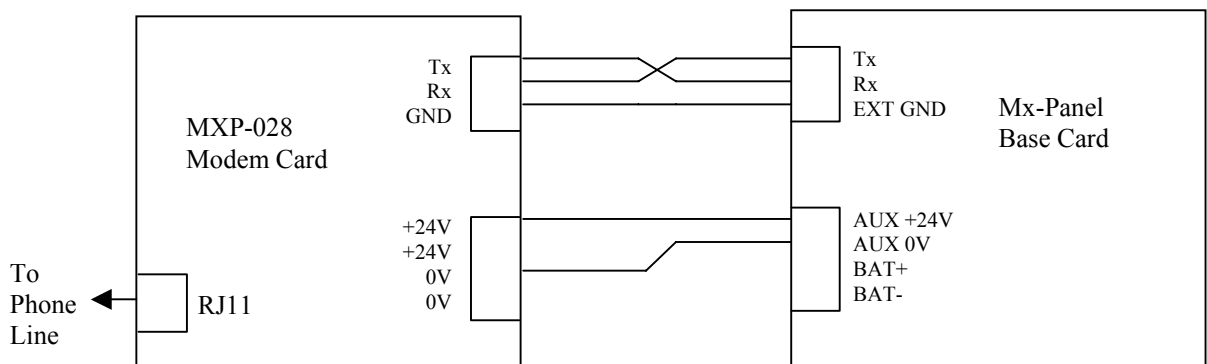 MXP-028
Modem Card
Tx
Rx
GND
+24V
+24V
0V
0V
To
Phone
Line
RJ11
Tx
Rx
EXT GND
Mx-Panel
Base Card
AUX +24V
AUX 0V
BAT+
BAT-